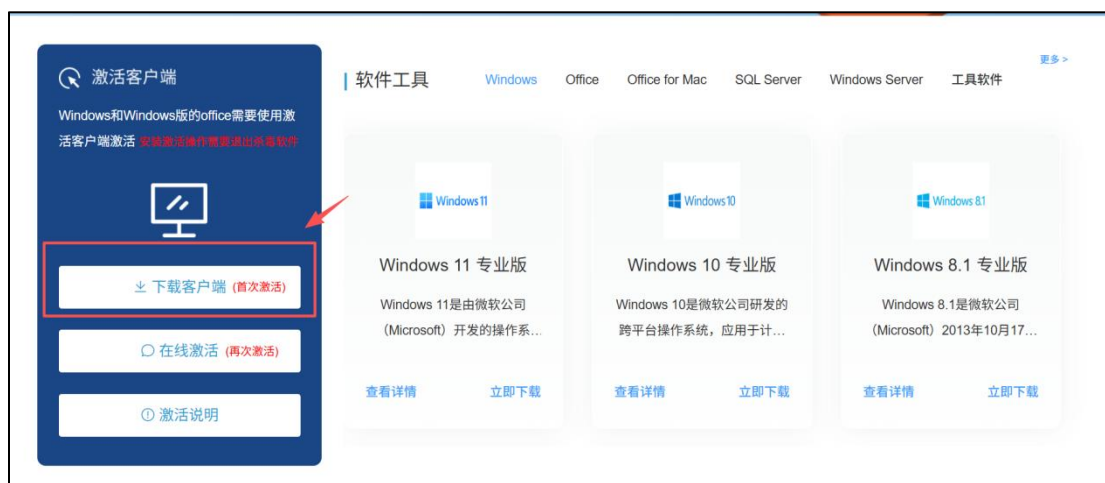 激活客户端
Windows和Windows版的office需要使用激
活客户端激活 安装激活操作需要退出杀毒软件
下载客户端 (首次激活)
在线激活 (再次激活)
激活说明
更多 >
软件工具 Windows Office Office for Mac SQL Server Windows Server 工具软件
Windows 11
Windows 11 专业版
Windows 11是由微软公司
（Microsoft）开发的操作系...
查看详情 立即下载
Windows 10
Windows 10 专业版
Windows 10是微软公司研发的
跨平台操作系统，应用于计...
查看详情 立即下载
Windows 8.1
Windows 8.1 专业版
Windows 8.1是微软公司
（Microsoft）2013年10月17...
查看详情 立即下载